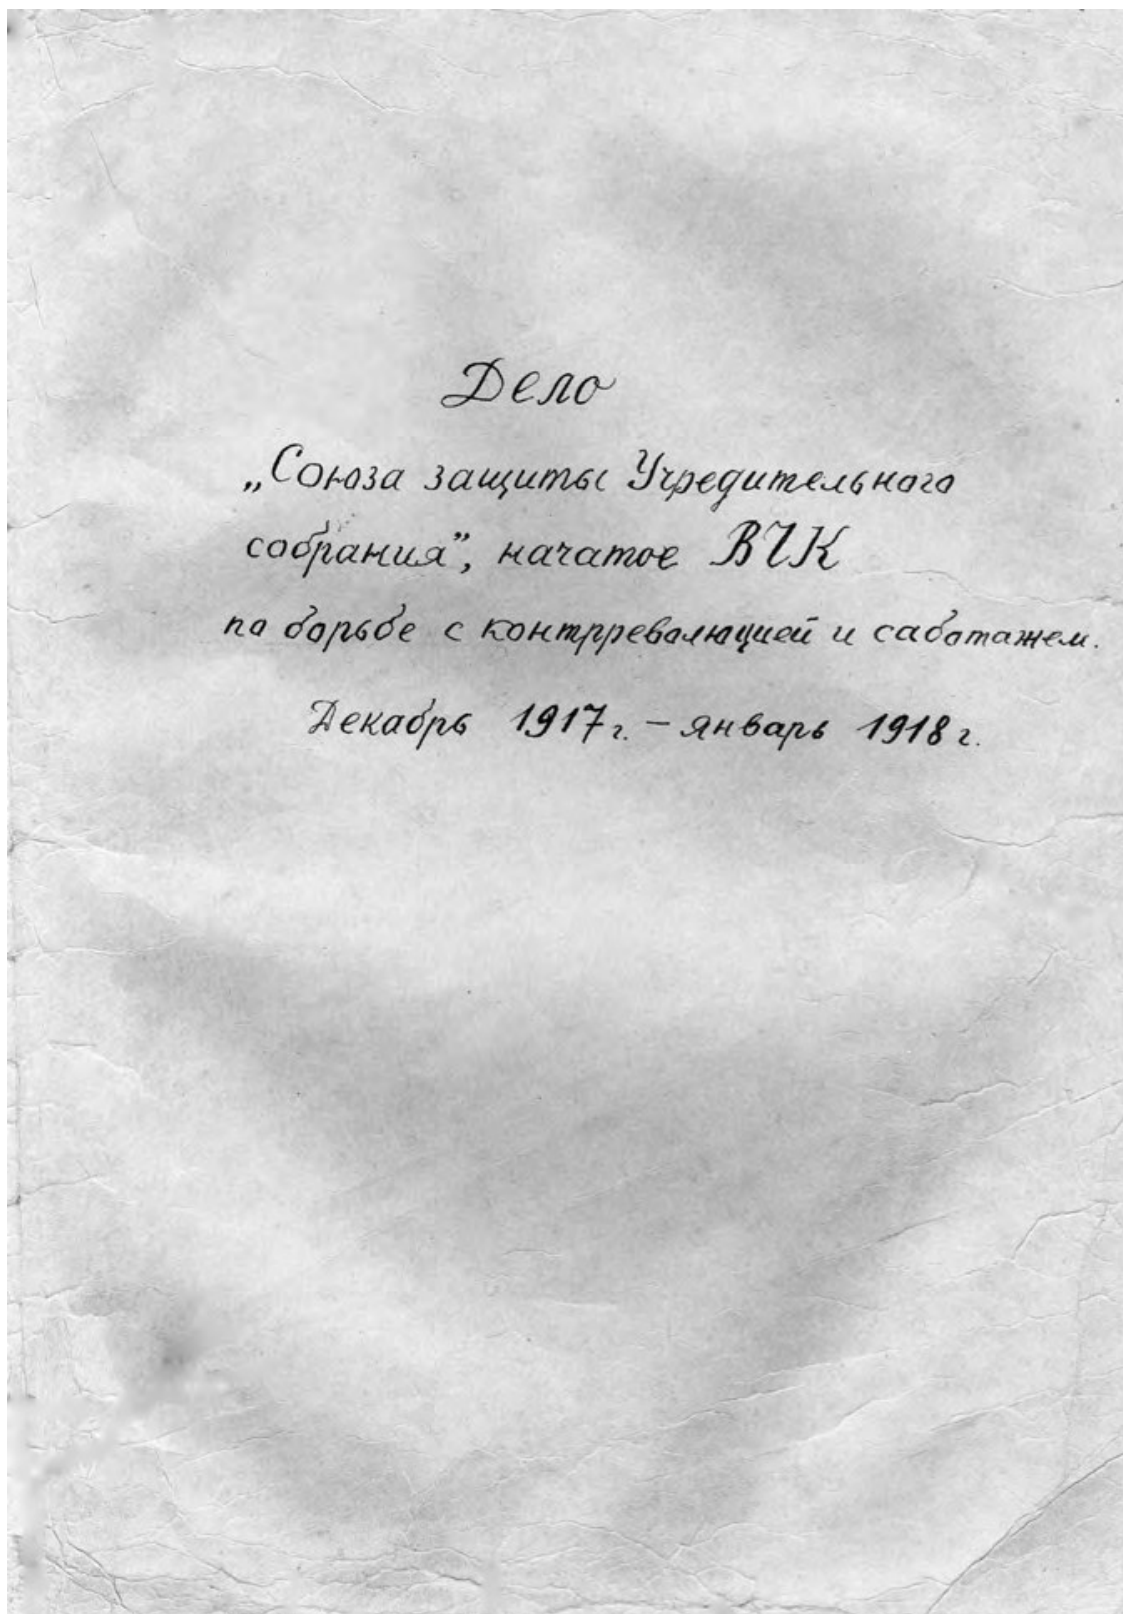 Дело
„Союза защиты Учредительного
собрания”, начатое ВЧК
по борьбе с контрреволюцией и саботажем.
Декабрь 1917 г. – январь 1918 г.